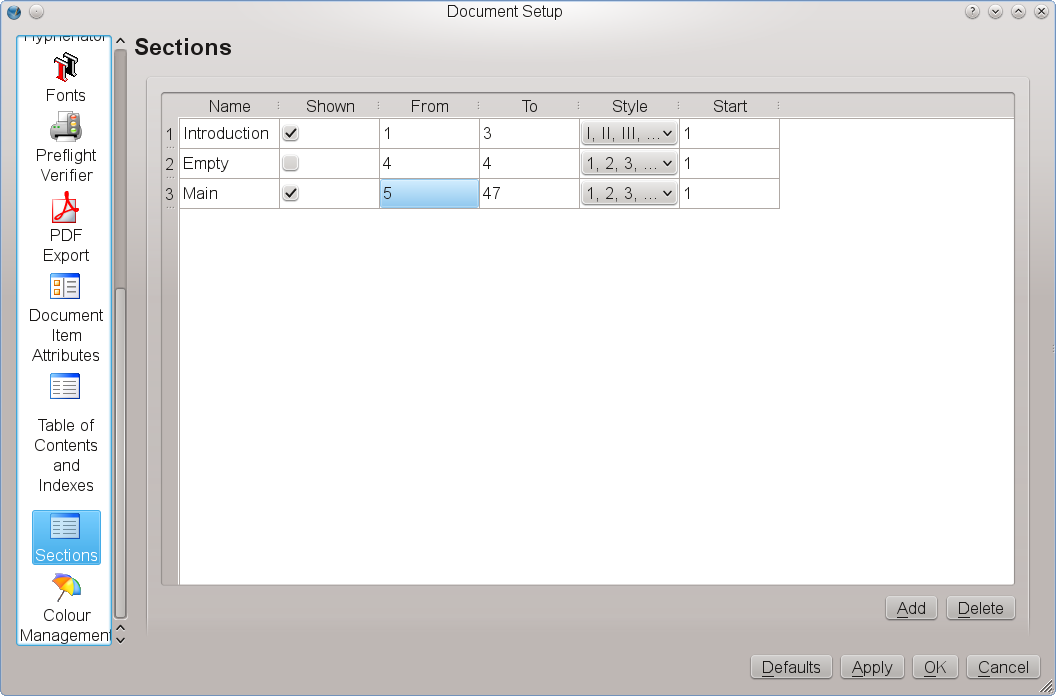 Document Setup
Hyphenator
Fonts
Preflight
Verifier
PDF
Export
Document
Item
Attributes
Table of
Contents
and
Indexes
Sections
Colour
Management
Sections
Name Shown From To Style Start
1 Introduction 1 3 I, II, III, ... 1
2 Empty 4 4 1, 2, 3, ... 1
3 Main 5 47 1, 2, 3, ... 1
Add Delete
Defaults Apply OK Cancel